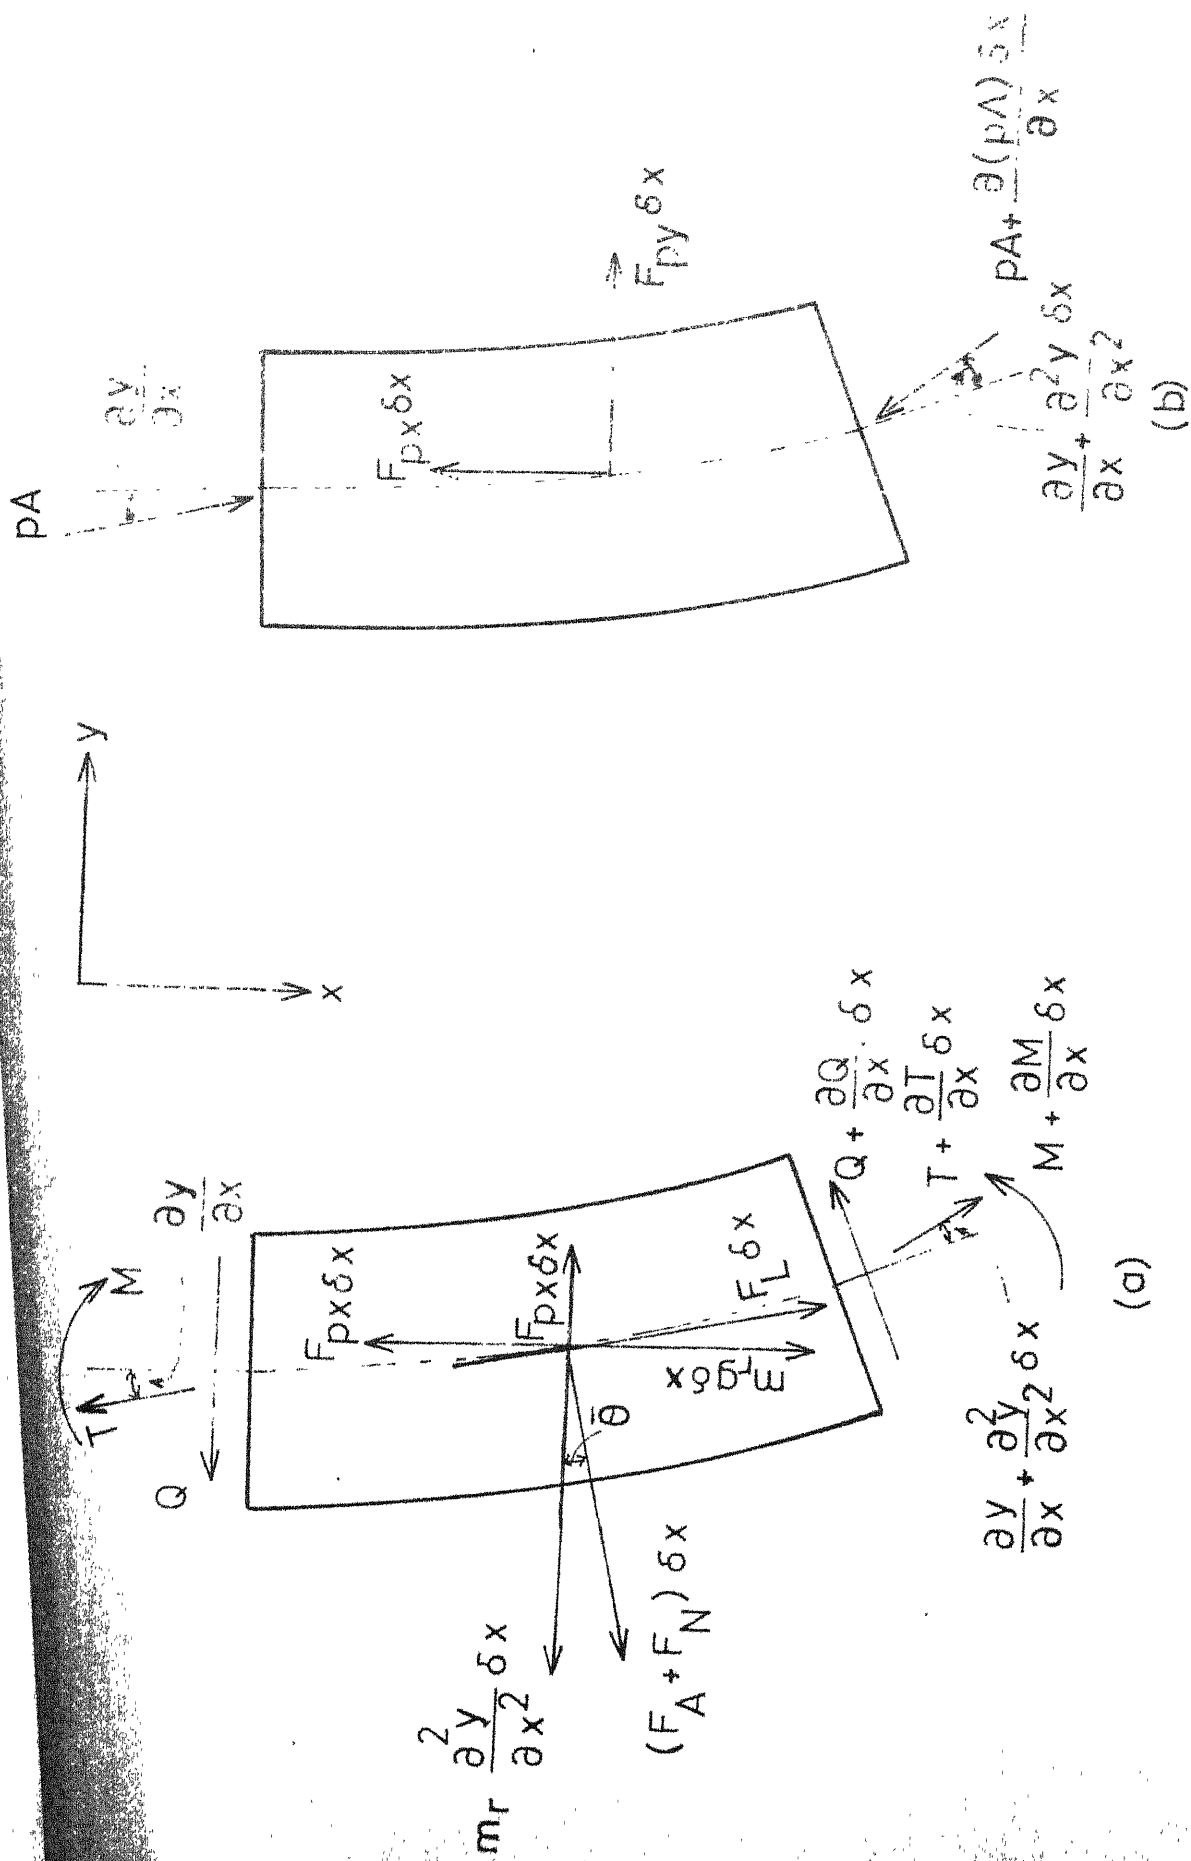 ∂y/∂x
M
T
Q
F_px δx
F_px δx
F_L δx
m_r g δx
θ̄
m_r ∂²y/∂x² δx
(F_A + F_N) δx
Q + ∂Q/∂x · δx
T + ∂T/∂x δx
M + ∂M/∂x δx
∂y/∂x + ∂²y/∂x² δx
(a)
y
x
pA
∂y/∂x
F_px δx
F_py δx
pA + ∂(pA)/∂x δx
∂y/∂x + ∂²y/∂x² δx
(b)